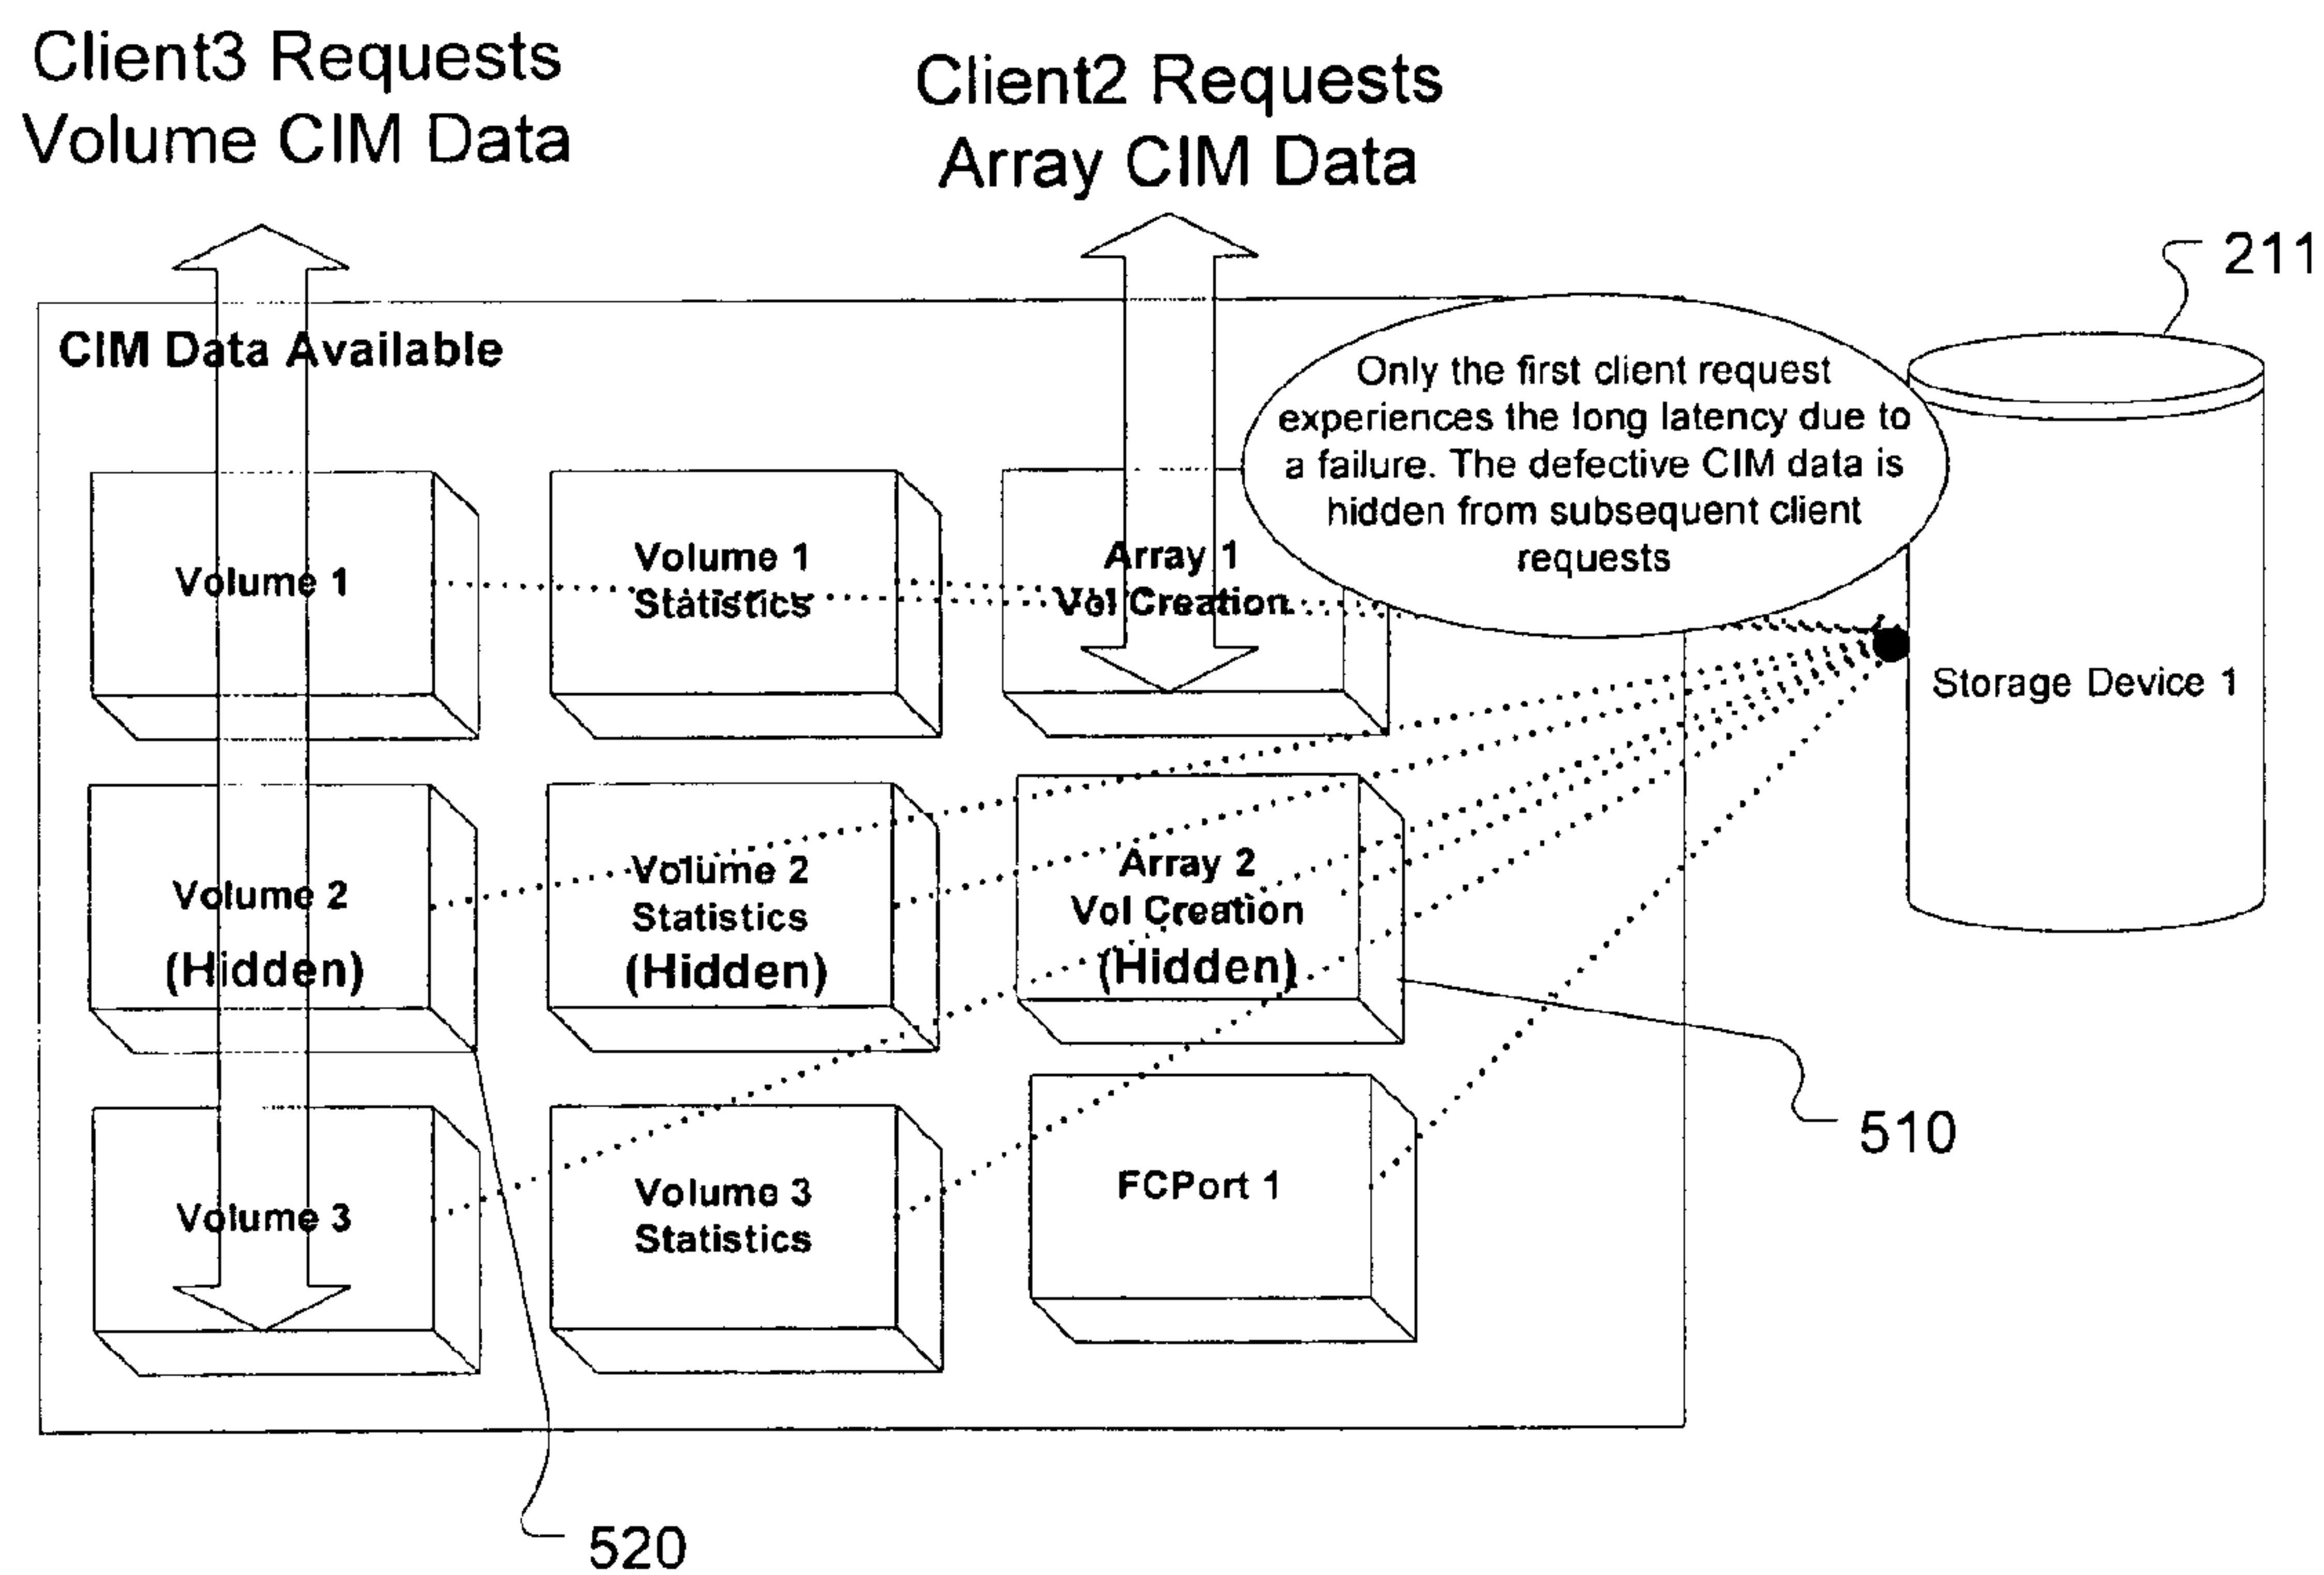 Client3 Requests
Volume CIM Data
Client2 Requests
Array CIM Data
211
CIM Data Available
Only the first client request
experiences the long latency due to
a failure. The defective CIM data is
hidden from subsequent client
requests
Volume 1
Volume 1
Statistics
Array 1
Vol Creation
Storage Device 1
Volume 2
(Hidden)
Volume 2
Statistics
(Hidden)
Array 2
Vol Creation
(Hidden)
510
Volume 3
Volume 3
Statistics
FCPort 1
520